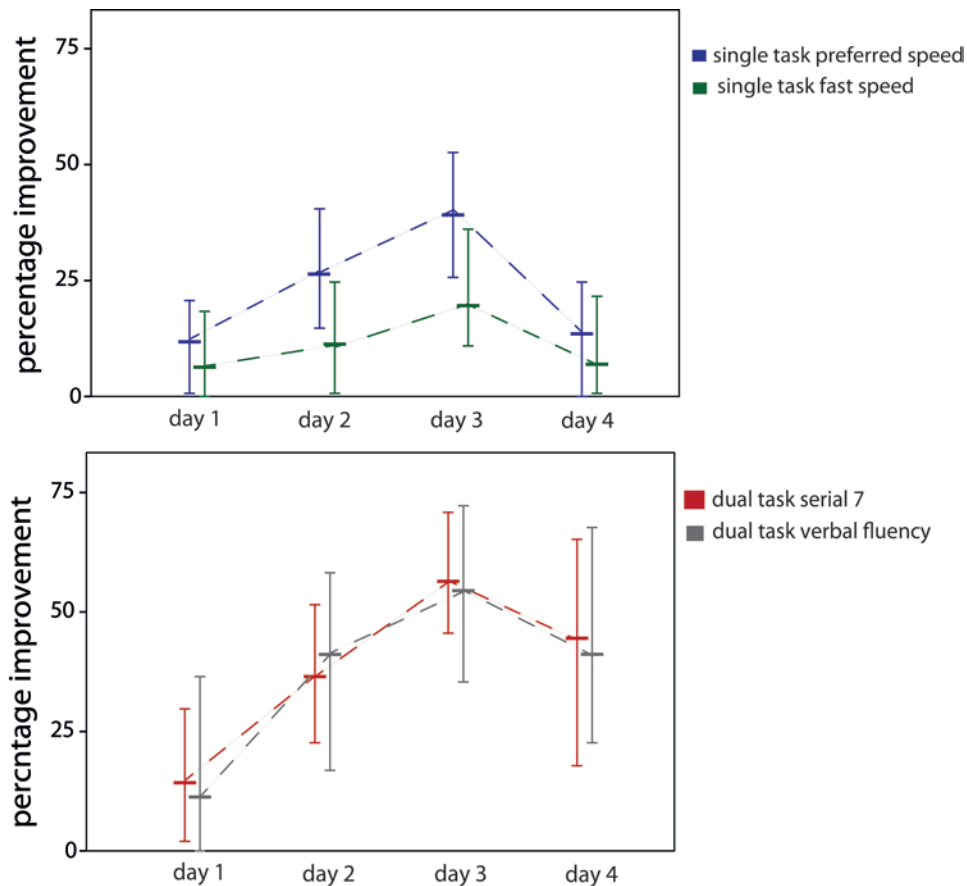 percentage improvement
75
50
25
0
day 1
day 2
day 3
day 4
single task preferred speed
single task fast speed
percntage improvement
75
50
25
0
day 1
day 2
day 3
day 4
dual task serial 7
dual task verbal fluency